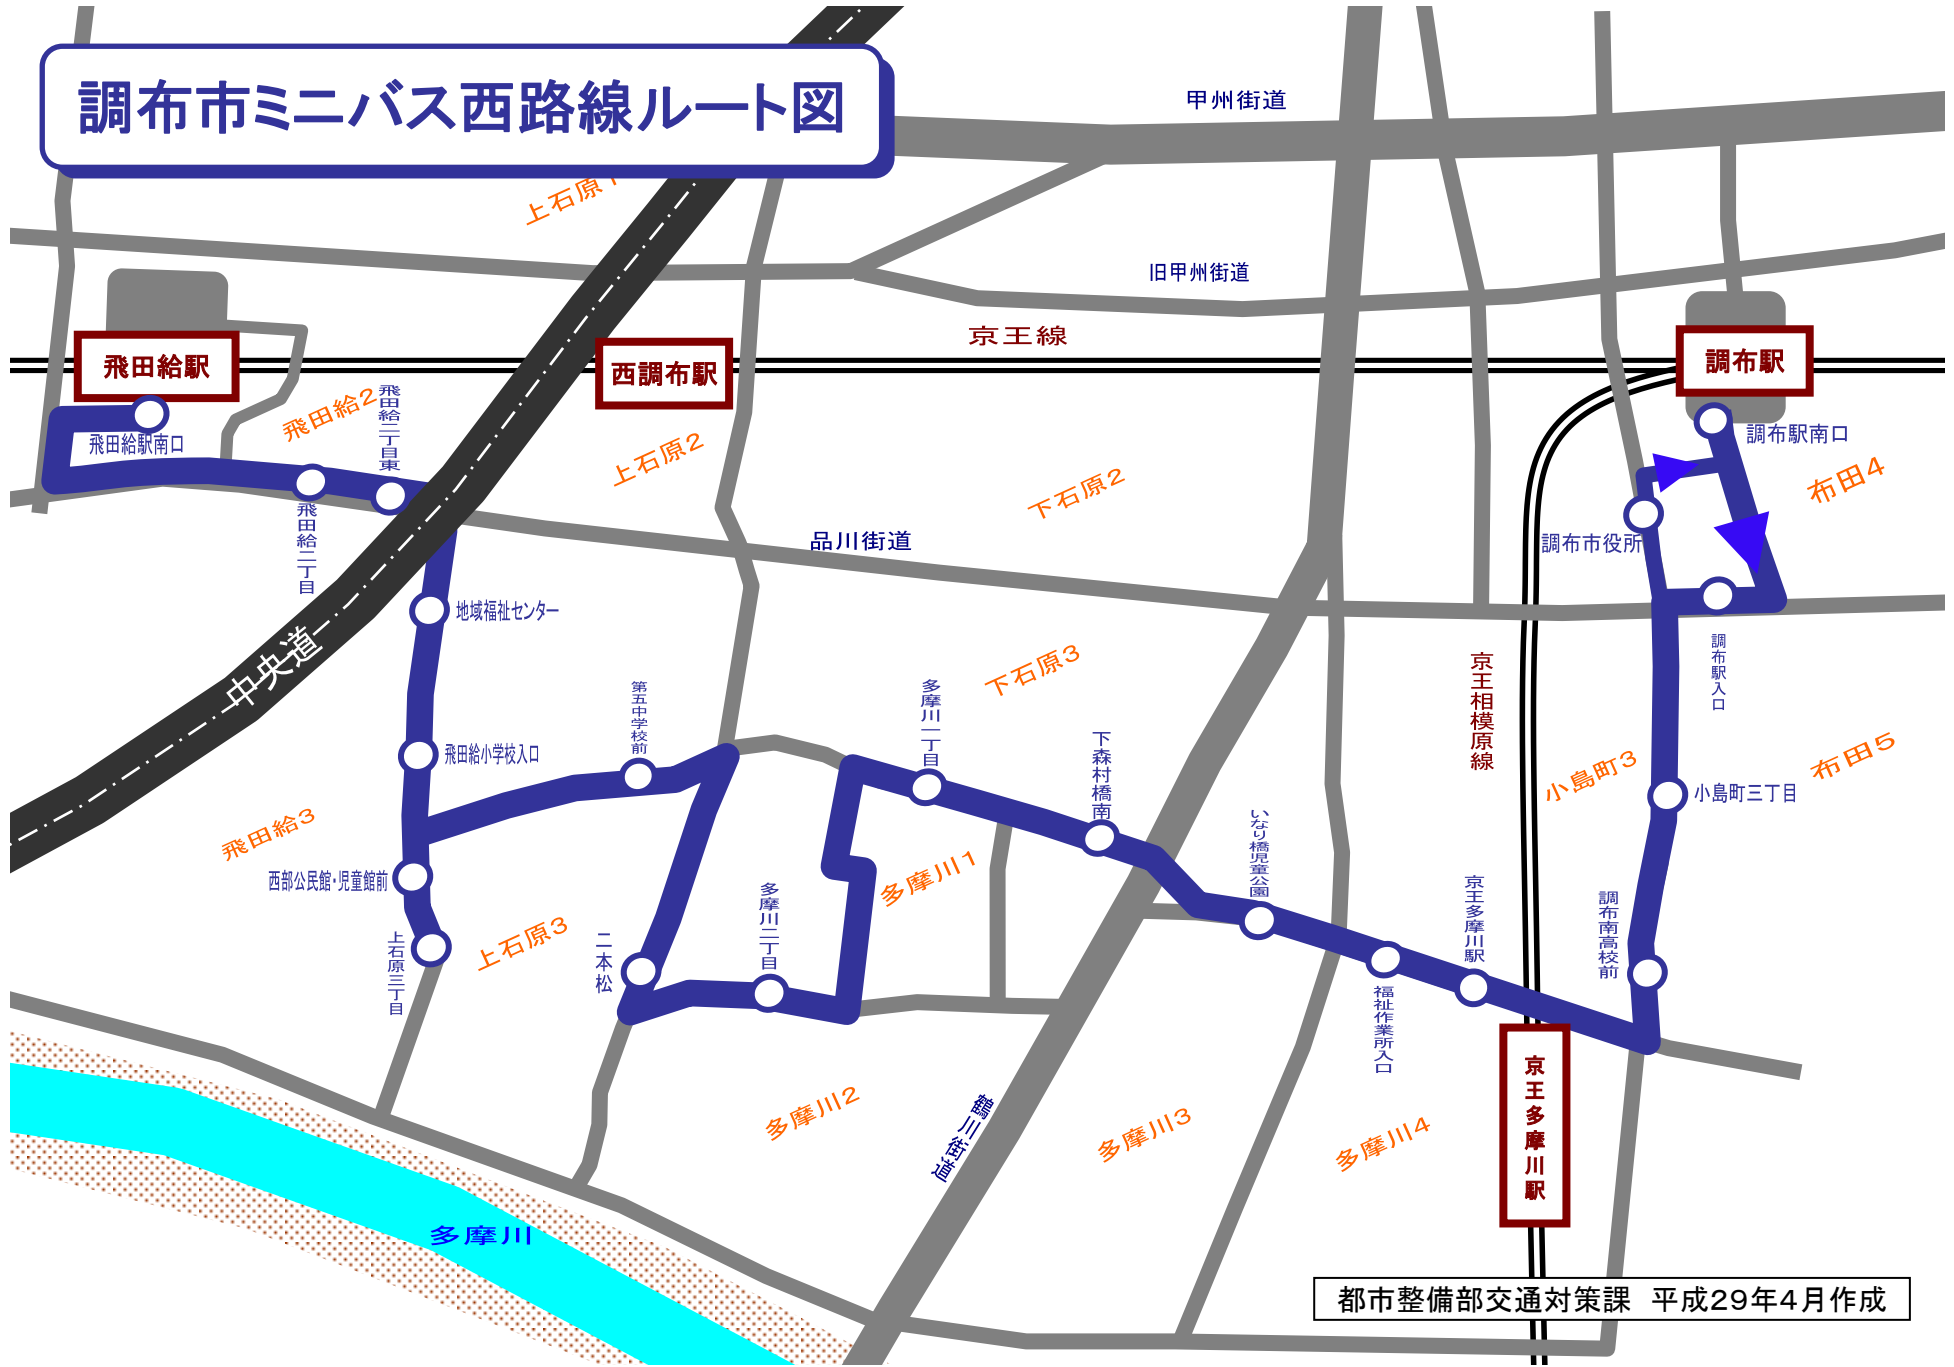 調布市ミニバス西路線ルート図
甲州街道
上石原1
旧甲州街道
京王線
飛田給駅
西調布駅
調布駅
飛田給2
飛田給二丁目東
飛田給駅南口
調布駅南口
上石原2
下石原2
布田4
飛田給二丁目
品川街道
調布市役所
地域福祉センター
中央道
下石原3
調布駅入口
京王相模原線
第五中学校前
多摩川一丁目
下森村橋南
飛田給小学校入口
小島町3
布田5
小島町三丁目
飛田給3
いなり橋児童公園
西部公民館・児童館前
多摩川1
多摩川二丁目
京王多摩川駅
調布南高校前
上石原3
二本松
上石原三丁目
福祉作業所入口
京王多摩川駅
多摩川2
鶴川街道
多摩川3
多摩川4
多摩川
都市整備部交通対策課　平成29年4月作成